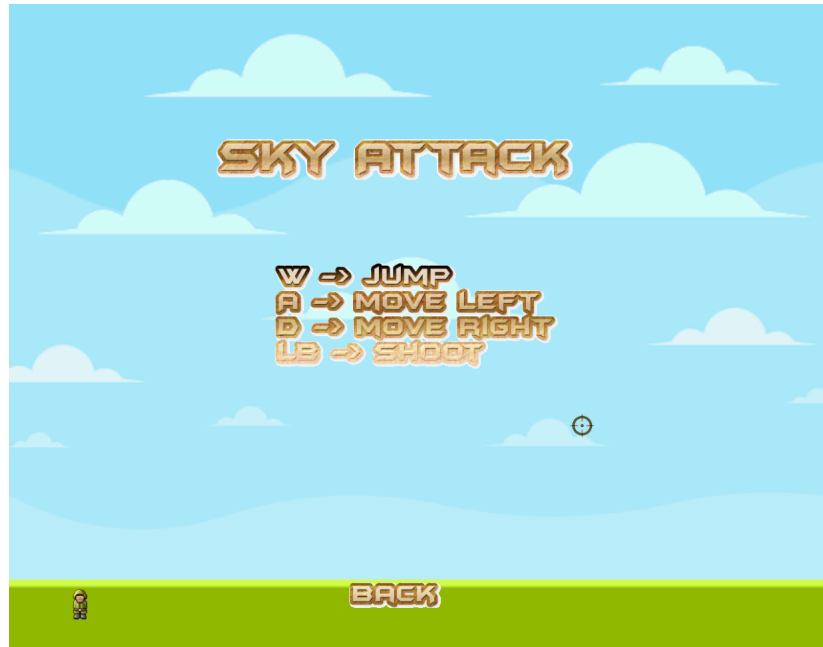 SKY ATTACK
W -> JUMP
A -> MOVE LEFT
D -> MOVE RIGHT
LB -> SHOOT
BACK